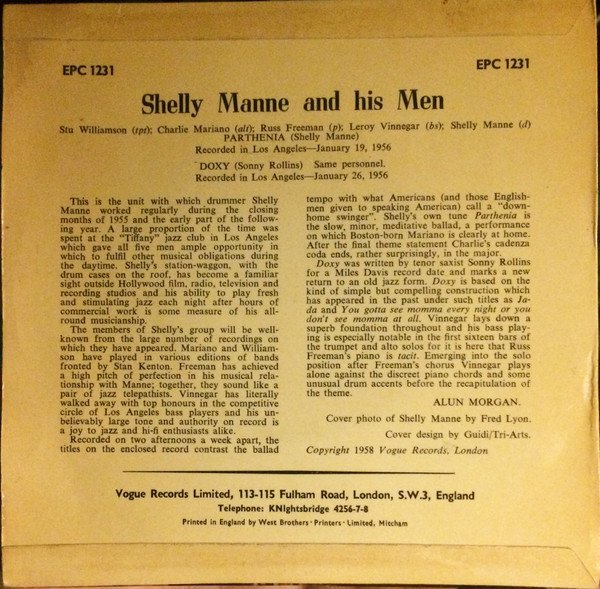 EPC 1231
EPC 1231
Shelly Manne and his Men
Stu Williamson (tpt); Charlie Mariano (alt); Russ Freeman (p); Leroy Vinnegar (bs); Shelly Manne (d)
PARTHENIA (Shelly Manne)
Recorded in Los Angeles—January 19, 1956
DOXY (Sonny Rollins) Same personnel.
Recorded in Los Angeles—January 26, 1956
This is the unit with which drummer Shelly
Manne worked regularly during the closing
months of 1955 and the early part of the follow-
ing year. A large proportion of the time was
spent at the "Tiffany" jazz club in Los Angeles
which gave all five men ample opportunity in
which to fulfil other musical obligations during
the daytime. Shelly's station-waggon, with the
drum cases on the roof, has become a familiar
sight outside Hollywood film, radio, television and
recording studios and his ability to play fresh
and stimulating jazz each night after hours of
commercial work is some measure of his all-
round musicianship.
The members of Shelly's group will be well-
known from the large number of recordings on
which they have appeared. Mariano and William-
son have played in various editions of bands
fronted by Stan Kenton. Freeman has achieved
a high pitch of perfection in his musical rela-
tionship with Manne; together, they sound like a
pair of jazz telepathists. Vinnegar has literally
walked away with top honours in the competitive
circle of Los Angeles bass players and his un-
believably large tone and authority on record is
a joy to jazz and hi-fi enthusiasts alike.
Recorded on two afternoons a week apart, the
titles on the enclosed record contrast the ballad
tempo with what Americans (and those English-
men given to speaking American) call a "down-
home swinger". Shelly's own tune Parthenia is
the slow, minor, meditative ballad, a performance
on which Boston-born Mariano is clearly at home.
After the final theme statement Charlie's cadenza
coda ends, rather surprisingly, in the major.
Doxy was written by tenor saxist Sonny Rollins
for a Miles Davis record date and marks a new
return to an old jazz form. Doxy is based on the
kind of simple but compelling construction which
has appeared in the past under such titles as Ja-
da and You gotta see momma every night or you
don't see momma at all. Vinnegar lays down a
superb foundation throughout and his bass play-
ing is especially notable in the first sixteen bars of
the trumpet and alto solos for it is here that Russ
Freeman's piano is tacit. Emerging into the solo
position after Freeman's chorus Vinnegar plays
alone against the discreet piano chords and some
unusual drum accents before the recapitulation of
the theme.
ALUN MORGAN.
Cover photo of Shelly Manne by Fred Lyon.
Cover design by Guidi/Tri-Arts.
Copyright 1958 Vogue Records, London
Vogue Records Limited, 113-115 Fulham Road, London, S.W.3, England
Telephone: KNIghtsbridge 4256-7-8
Printed in England by West Brothers · Printers · Limited, Mitcham